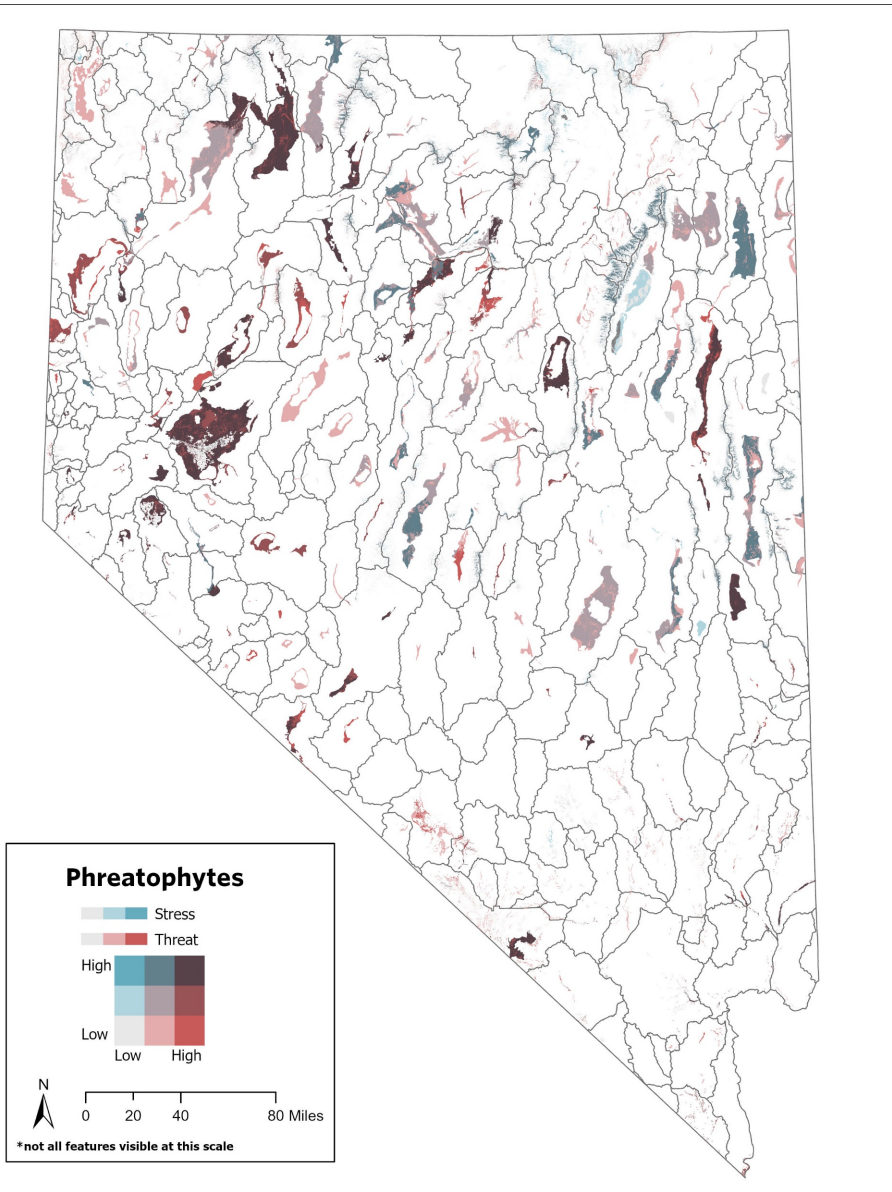 Phreatophytes
Stress
Threat
High
Low
Low High
N
0 20 40 80 Miles
*not all features visible at this scale